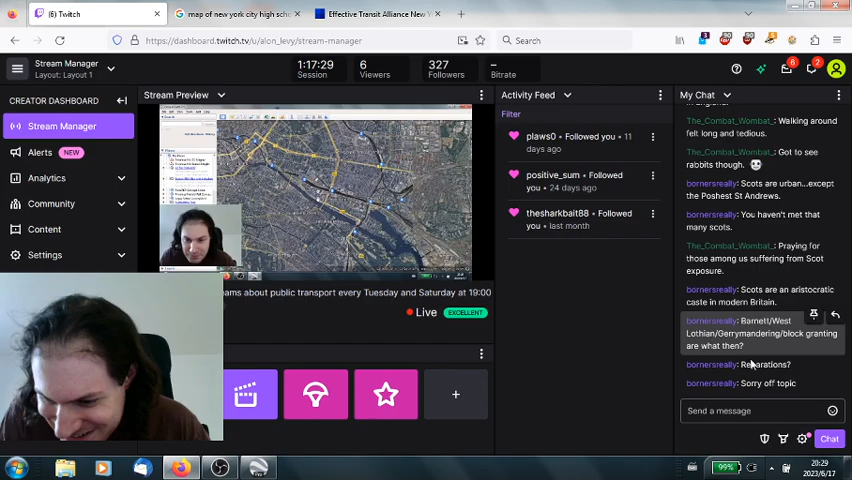 (6) Twitch
map of new york city high scho
Effective Transit Alliance New Y
https://dashboard.twitch.tv/u/alon_levy/stream-manager
Search
Stream Manager
Layout: Layout 1
1:17:29
Session
6
Viewers
327
Followers
–
Bitrate
6
2
CREATOR DASHBOARD
Stream Manager
Alerts NEW
Analytics
Community
Content
Settings
Stream Preview
eams about public transport every Tuesday and Saturday at 19:00
Live EXCELLENT
Activity Feed
Filter
plaws0 • Followed you • 11
days ago
positive_sum • Followed
you • 24 days ago
thesharkbait88 • Followed
you • last month
My Chat
in England.
The_Combat_Wombat_: Walking around
felt long and tedious.
The_Combat_Wombat_: Got to see
rabbits though.
bornersreally: Scots are urban...except
the Poshest St Andrews.
bornersreally: You haven't met that
many scots.
The_Combat_Wombat_: Praying for
those among us suffering from Scot
exposure.
bornersreally: Scots are an aristocratic
caste in modern Britain.
bornersreally: Barnett/West
Lothian/Gerrymandering/block granting
are what then?
bornersreally: Reparations?
bornersreally: Sorry off topic
Send a message
Chat
99%
20:29
2023/6/17